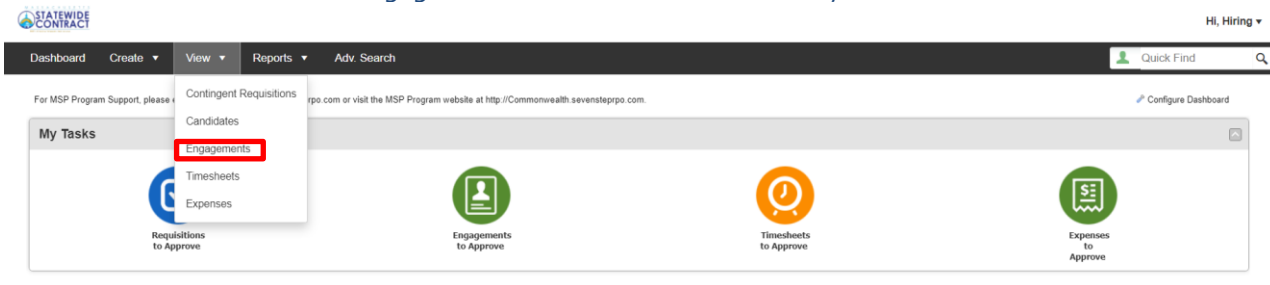 STATEWIDE
CONTRACT
Hi, Hiring ▾
Dashboard Create ▾ View ▾ Reports ▾ Adv. Search Quick Find
For MSP Program Support, please rpo.com or visit the MSP Program website at http://Commonwealth.sevensteprpo.com. Configure Dashboard
Contingent Requisitions
Candidates
My Tasks
Engagements
Timesheets
Expenses
Requisitions
to Approve
Engagements
to Approve
Timesheets
to Approve
Expenses
to
Approve